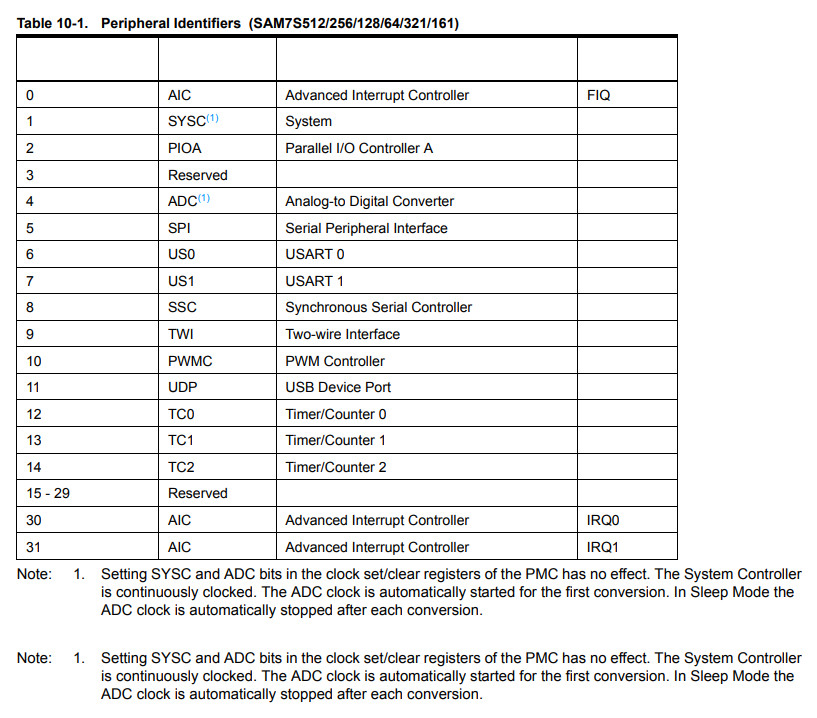 Table 10-1. Peripheral Identifiers (SAM7S512/256/128/64/321/161)
0 AIC Advanced Interrupt Controller FIQ
1 SYSC(1) System
2 PIOA Parallel I/O Controller A
3 Reserved
4 ADC(1) Analog-to Digital Converter
5 SPI Serial Peripheral Interface
6 US0 USART 0
7 US1 USART 1
8 SSC Synchronous Serial Controller
9 TWI Two-wire Interface
10 PWMC PWM Controller
11 UDP USB Device Port
12 TC0 Timer/Counter 0
13 TC1 Timer/Counter 1
14 TC2 Timer/Counter 2
15 - 29 Reserved
30 AIC Advanced Interrupt Controller IRQ0
31 AIC Advanced Interrupt Controller IRQ1
Note: 1. Setting SYSC and ADC bits in the clock set/clear registers of the PMC has no effect. The System Controller
is continuously clocked. The ADC clock is automatically started for the first conversion. In Sleep Mode the
ADC clock is automatically stopped after each conversion.
Note: 1. Setting SYSC and ADC bits in the clock set/clear registers of the PMC has no effect. The System Controller
is continuously clocked. The ADC clock is automatically started for the first conversion. In Sleep Mode the
ADC clock is automatically stopped after each conversion.